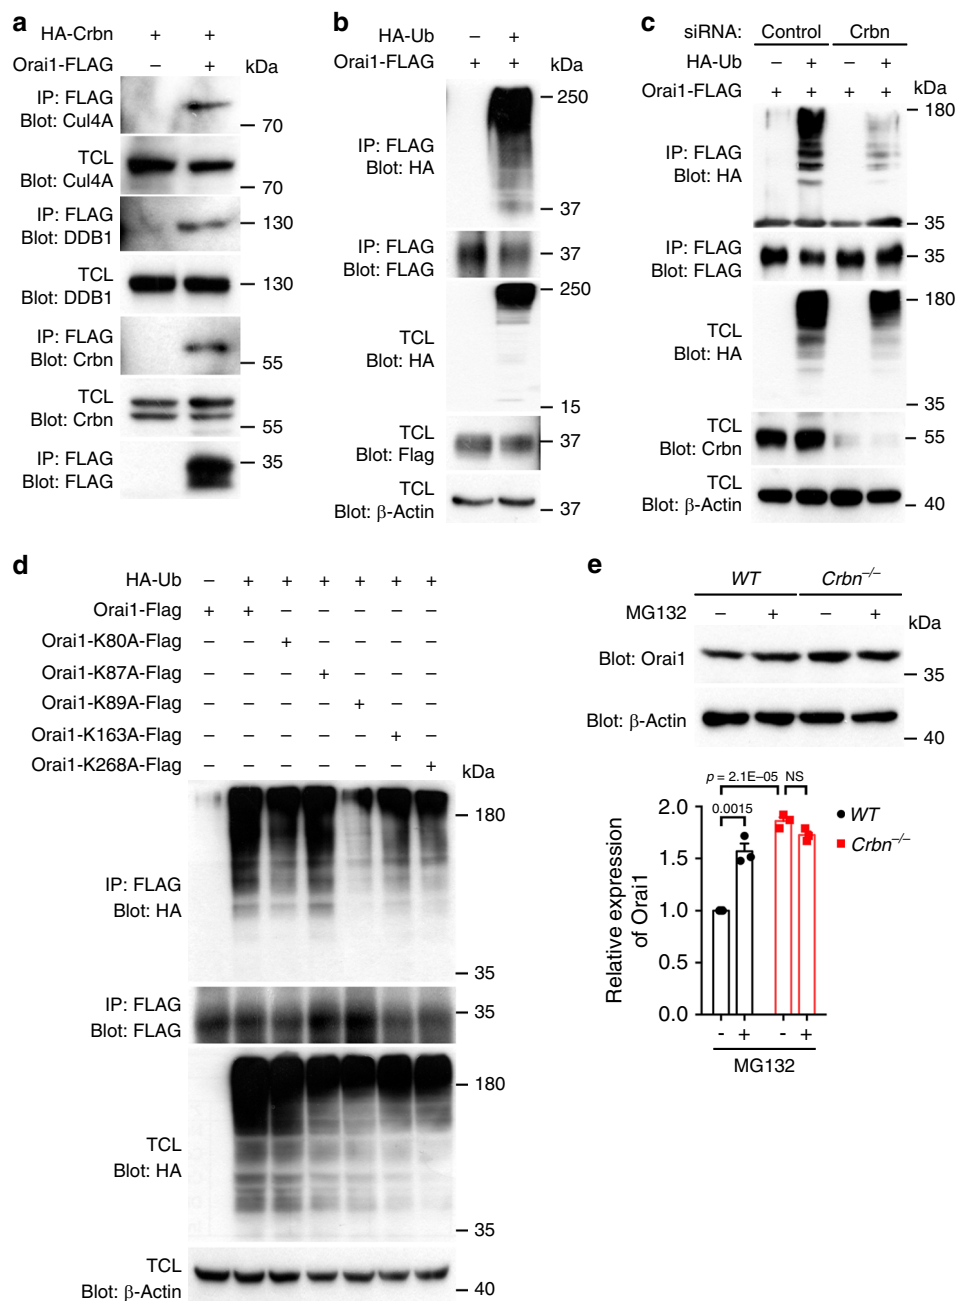 a
HA-Crbn + +
Orai1-FLAG – + kDa
IP: FLAG
Blot: Cul4A
70
TCL
Blot: Cul4A
70
IP: FLAG
Blot: DDB1
130
TCL
Blot: DDB1
130
IP: FLAG
Blot: Crbn
55
TCL
Blot: Crbn
55
IP: FLAG
Blot: FLAG
35
b
HA-Ub – +
Orai1-FLAG + + kDa
250
IP: FLAG
Blot: HA
37
IP: FLAG
Blot: FLAG
37
250
TCL
Blot: HA
15
TCL
Blot: Flag
37
TCL
Blot: β-Actin
37
c
siRNA: Control Crbn
HA-Ub – + – +
Orai1-FLAG + + + + kDa
180
IP: FLAG
Blot: HA
35
IP: FLAG
Blot: FLAG
35
180
TCL
Blot: HA
35
TCL
Blot: Crbn
55
TCL
Blot: β-Actin
40
d
HA-Ub – + + + + + +
Orai1-Flag + + – – – – –
Orai1-K80A-Flag – – + – – – –
Orai1-K87A-Flag – – – + – – –
Orai1-K89A-Flag – – – – + – –
Orai1-K163A-Flag – – – – – + –
Orai1-K268A-Flag – – – – – – +
kDa
180
IP: FLAG
Blot: HA
35
IP: FLAG
Blot: FLAG
35
180
TCL
Blot: HA
35
TCL
Blot: β-Actin
40
e
WT Crbn–/–
MG132 – + – +
kDa
Blot: Orai1
35
Blot: β-Actin
40
p = 2.1E–05 NS
0.0015
WT
Crbn–/–
Relative expression
of Orai1
2.0
1.5
1.0
0.5
0.0
- + - +
MG132